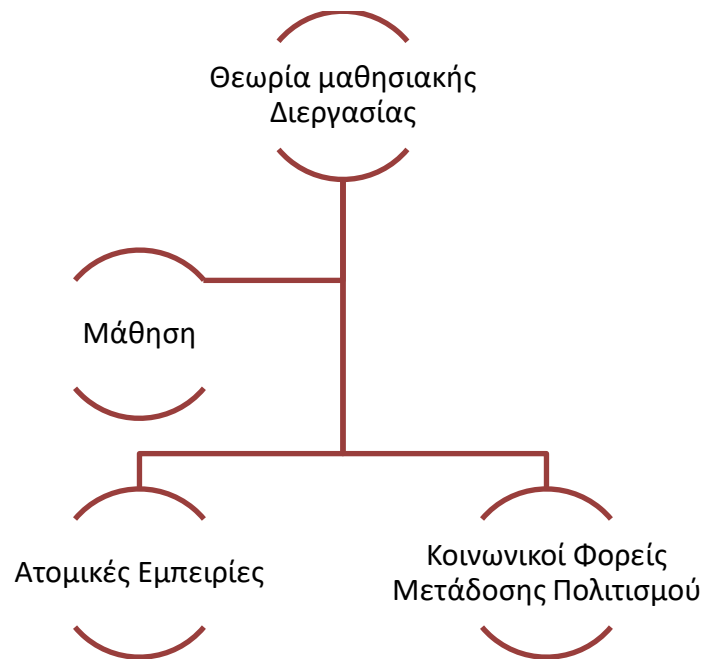 Θεωρία μαθησιακής
Διεργασίας
Μάθηση
Ατομικές Εμπειρίες
Κοινωνικοί Φορείς
Μετάδοσης Πολιτισμού